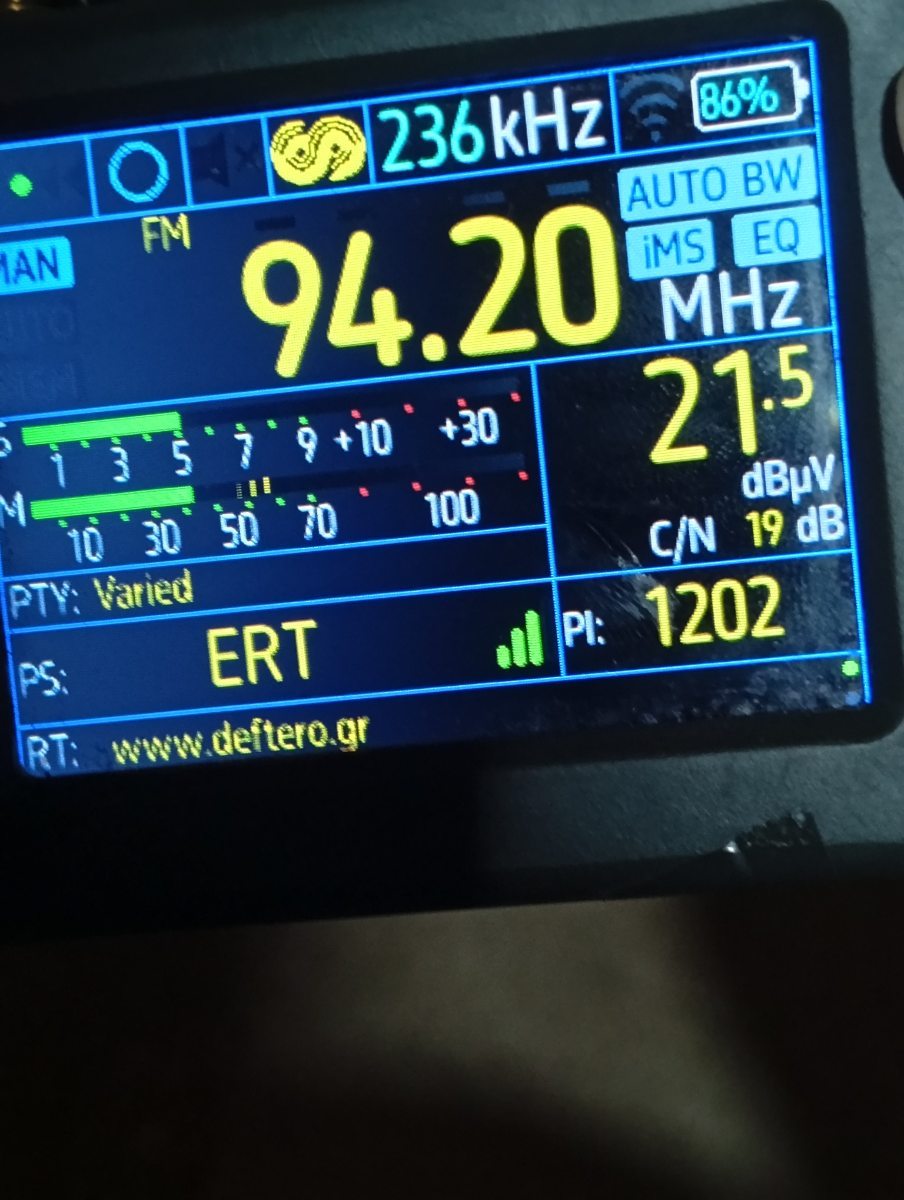 236 kHz 86%
FM AUTO BW
MAN 94.20 iMS EQ
MHz
S 1 3 5 7 9 +10 +30 21.5
dBµV
M 10 30 50 70 100 C/N 19 dB
PTY: Varied
PS: ERT PI: 1202
RT: www.deftero.gr